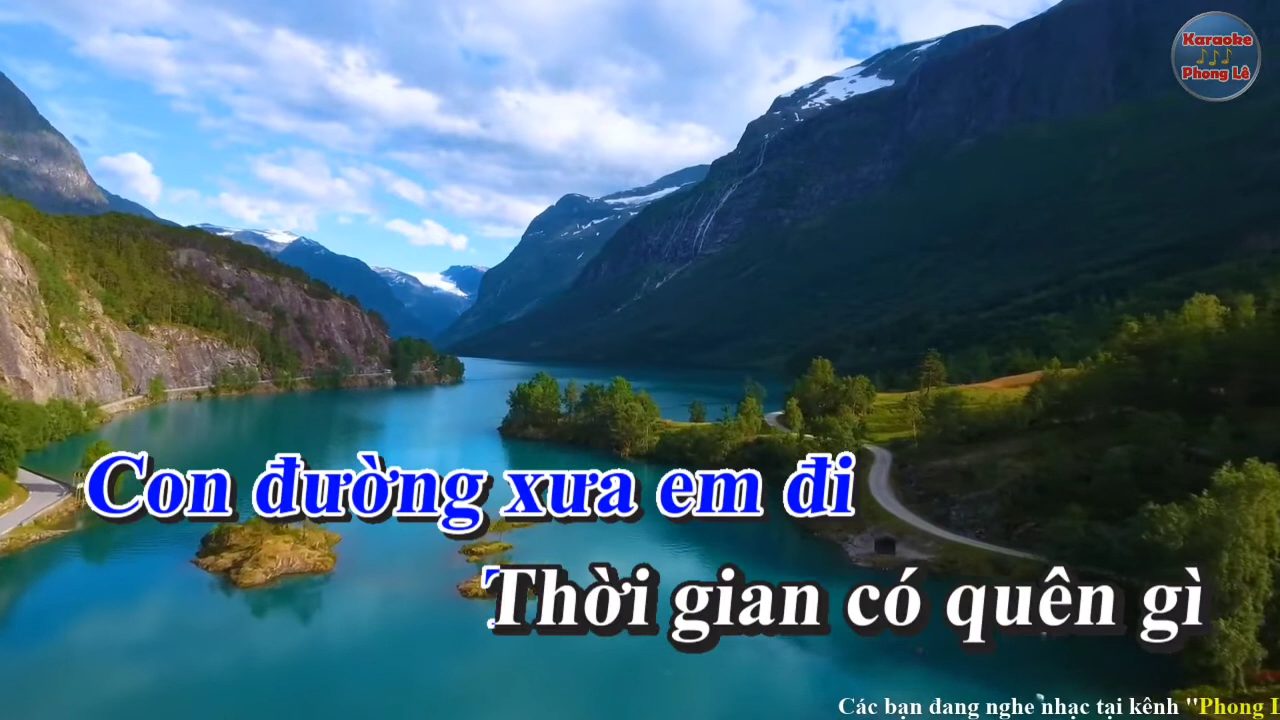 Karaoke
Phong Lê
Con đường xưa em đi
Thời gian có quên gì
Các bạn đang nghe nhạc tại kênh "Phong